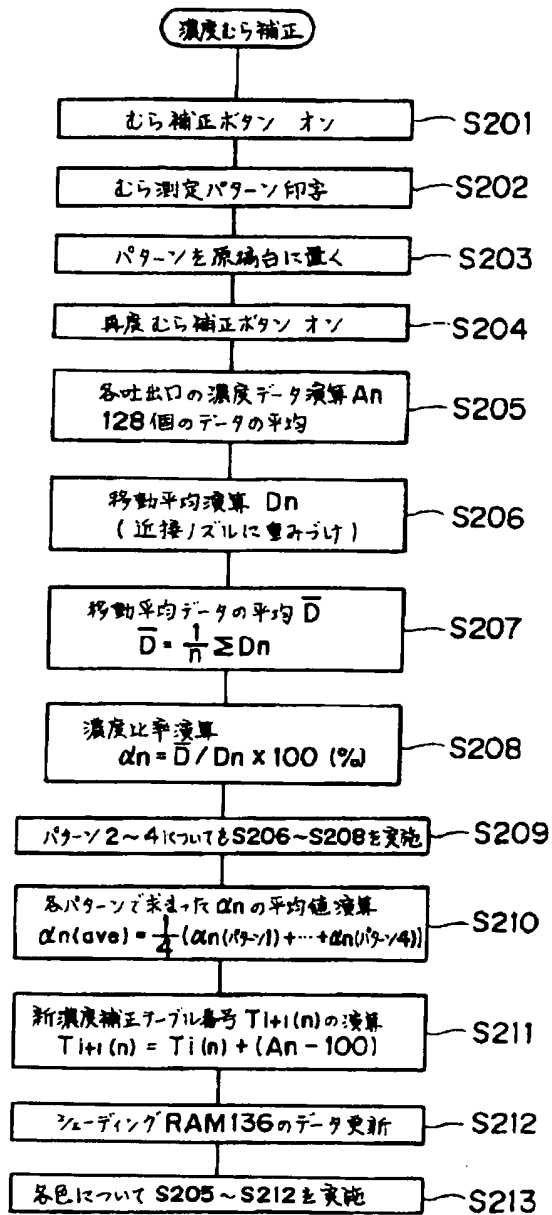 濃度むら補正
むら補正ボタン オン
S201
むら測定パターン印字
S202
パターンを原稿台に置く
S203
再度むら補正ボタン オン
S204
各吐出口の濃度データ演算An
128個のデータの平均
S205
移動平均演算 Dn
(近接ノズルに重みづけ)
S206
移動平均データの平均 D̅
D̅ = 1/n ΣDn
S207
濃度比率演算
αn = D̅ / Dn × 100 (%)
S208
パターン2~4についてもS206~S208を実施
S209
各パターンで求まったαnの平均値演算
αn(ave) = 1/4 (αn(パターン1) + … + αn(パターン4))
S210
新濃度補正テーブル番号 Ti+1(n)の演算
Ti+1(n) = Ti(n) + (An − 100)
S211
シェーディングRAM136のデータ更新
S212
各色について S205~S212を実施
S213